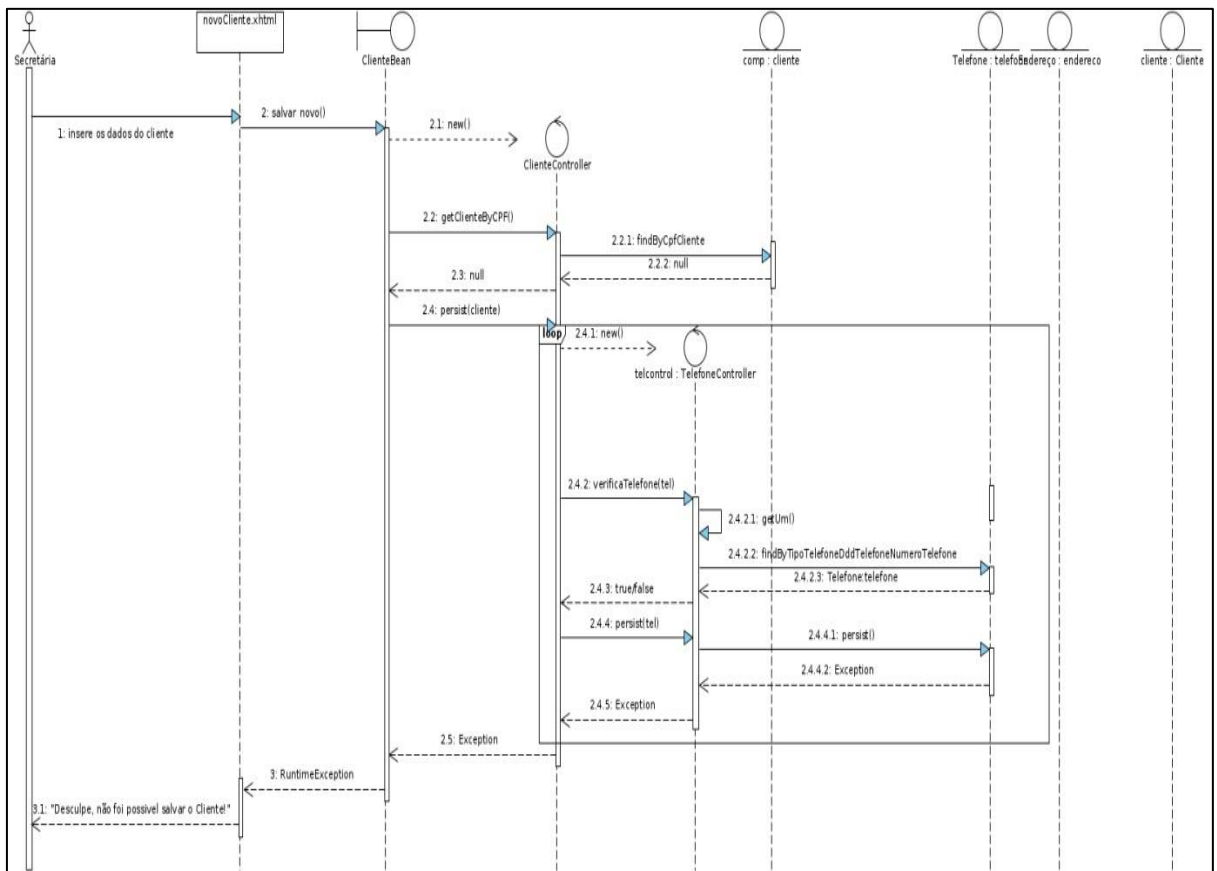 novoCliente.xhtml
Secretária
ClienteBean
comp : cliente
Telefone : telefone
Endereço : endereco
cliente : Cliente
1: insere os dados do cliente
2: salvar novo()
2.1: new()
ClienteController
2.2: getClienteByCPF()
2.2.1: findByCpfCliente
2.2.2: null
2.3: null
2.4: persist(cliente)
loop
2.4.1: new()
telcontrol : TelefoneController
2.4.2: verificaTelefone(tel)
2.4.2.1: getUm()
2.4.2.2: findByTipoTelefoneDddTelefoneNumeroTelefone
2.4.2.3: Telefone:telefone
2.4.3: true/false
2.4.4: persist(tel)
2.4.4.1: persist()
2.4.4.2: Exception
2.4.5: Exception
2.5: Exception
3: RuntimeException
3.1: "Desculpe, não foi possivel salvar o Cliente!"